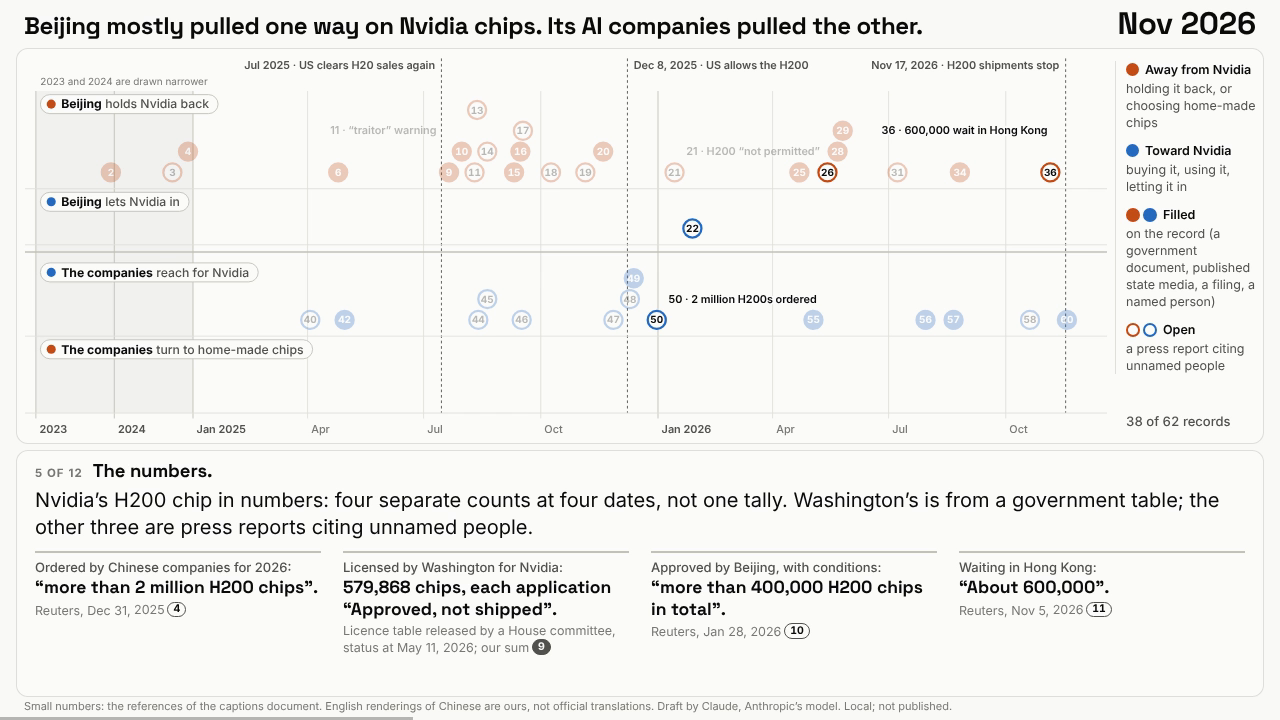 Beijing mostly pulled one way on Nvidia chips. Its AI companies pulled the other.
Nov 2026
Jul 2025 · US clears H20 sales again
Dec 8, 2025 · US allows the H200
Nov 17, 2026 · H200 shipments stop
2023 and 2024 are drawn narrower
Beijing holds Nvidia back
13
11 · “traitor” warning
17
29
36 · 600,000 wait in Hong Kong
4
10
14
16
20
21 · H200 “not permitted”
28
2
3
6
9
11
15
18
19
21
25
26
31
34
36
Beijing lets Nvidia in
22
The companies reach for Nvidia
49
45
48
50 · 2 million H200s ordered
40
42
44
46
47
50
55
56
57
58
60
The companies turn to home-made chips
2023
2024
Jan 2025
Apr
Jul
Oct
Jan 2026
Apr
Jul
Oct
Away from Nvidia
holding it back, or
choosing home-made
chips
Toward Nvidia
buying it, using it,
letting it in
Filled
on the record (a
government
document, published
state media, a filing, a
named person)
Open
a press report citing
unnamed people
38 of 62 records
5 OF 12 The numbers.
Nvidia’s H200 chip in numbers: four separate counts at four dates, not one tally. Washington’s is from a government table; the
other three are press reports citing unnamed people.
Ordered by Chinese companies for 2026:
“more than 2 million H200 chips”.
Reuters, Dec 31, 2025 4
Licensed by Washington for Nvidia:
579,868 chips, each application
“Approved, not shipped”.
Licence table released by a House committee,
status at May 11, 2026; our sum 9
Approved by Beijing, with conditions:
“more than 400,000 H200 chips
in total”.
Reuters, Jan 28, 2026 10
Waiting in Hong Kong:
“About 600,000”.
Reuters, Nov 5, 2026 11
Small numbers: the references of the captions document. English renderings of Chinese are ours, not official translations. Draft by Claude, Anthropic’s model. Local; not published.